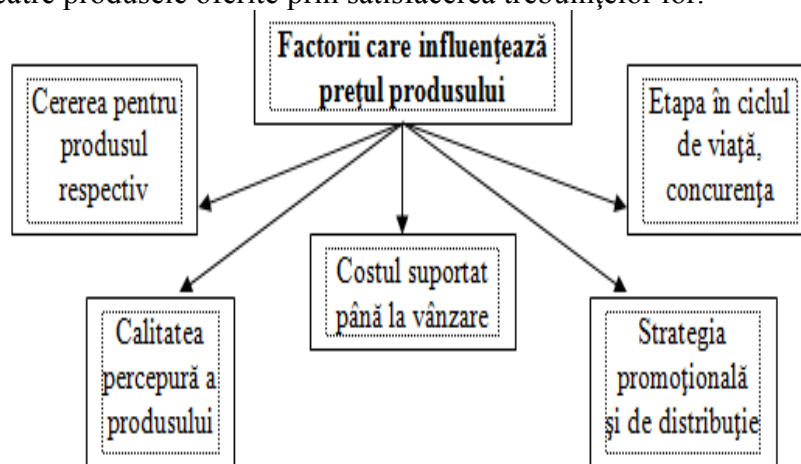 către produsele oferite prin satisfacerea trebuinţelor lor.
Factorii care influenţează
preţul produsului
Cererea pentru
produsul
respectiv
Etapa în ciclul
de viaţă,
concurenţa
Costul suportat
până la vânzare
Calitatea
percepură a
produsului
Strategia
promoţională
şi de distribuţie